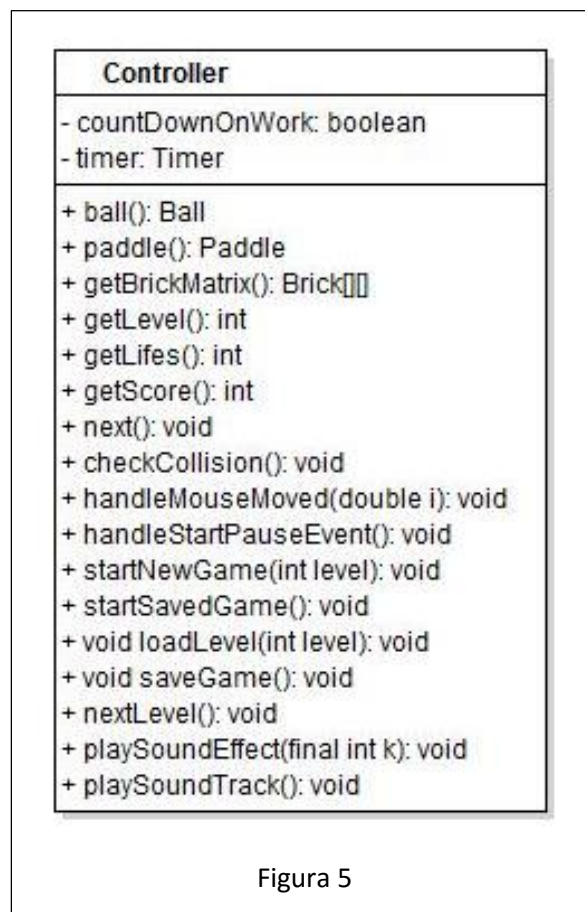 Controller
- countDownOnWork: boolean
- timer: Timer
+ ball(): Ball
+ paddle(): Paddle
+ getBrickMatrix(): Brick[][]
+ getLevel(): int
+ getLifes(): int
+ getScore(): int
+ next(): void
+ checkCollision(): void
+ handleMouseMoved(double i): void
+ handleStartPauseEvent(): void
+ startNewGame(int level): void
+ startSavedGame(): void
+ void loadLevel(int level): void
+ void saveGame(): void
+ nextLevel(): void
+ playSoundEffect(final int k): void
+ playSoundTrack(): void
Figura 5